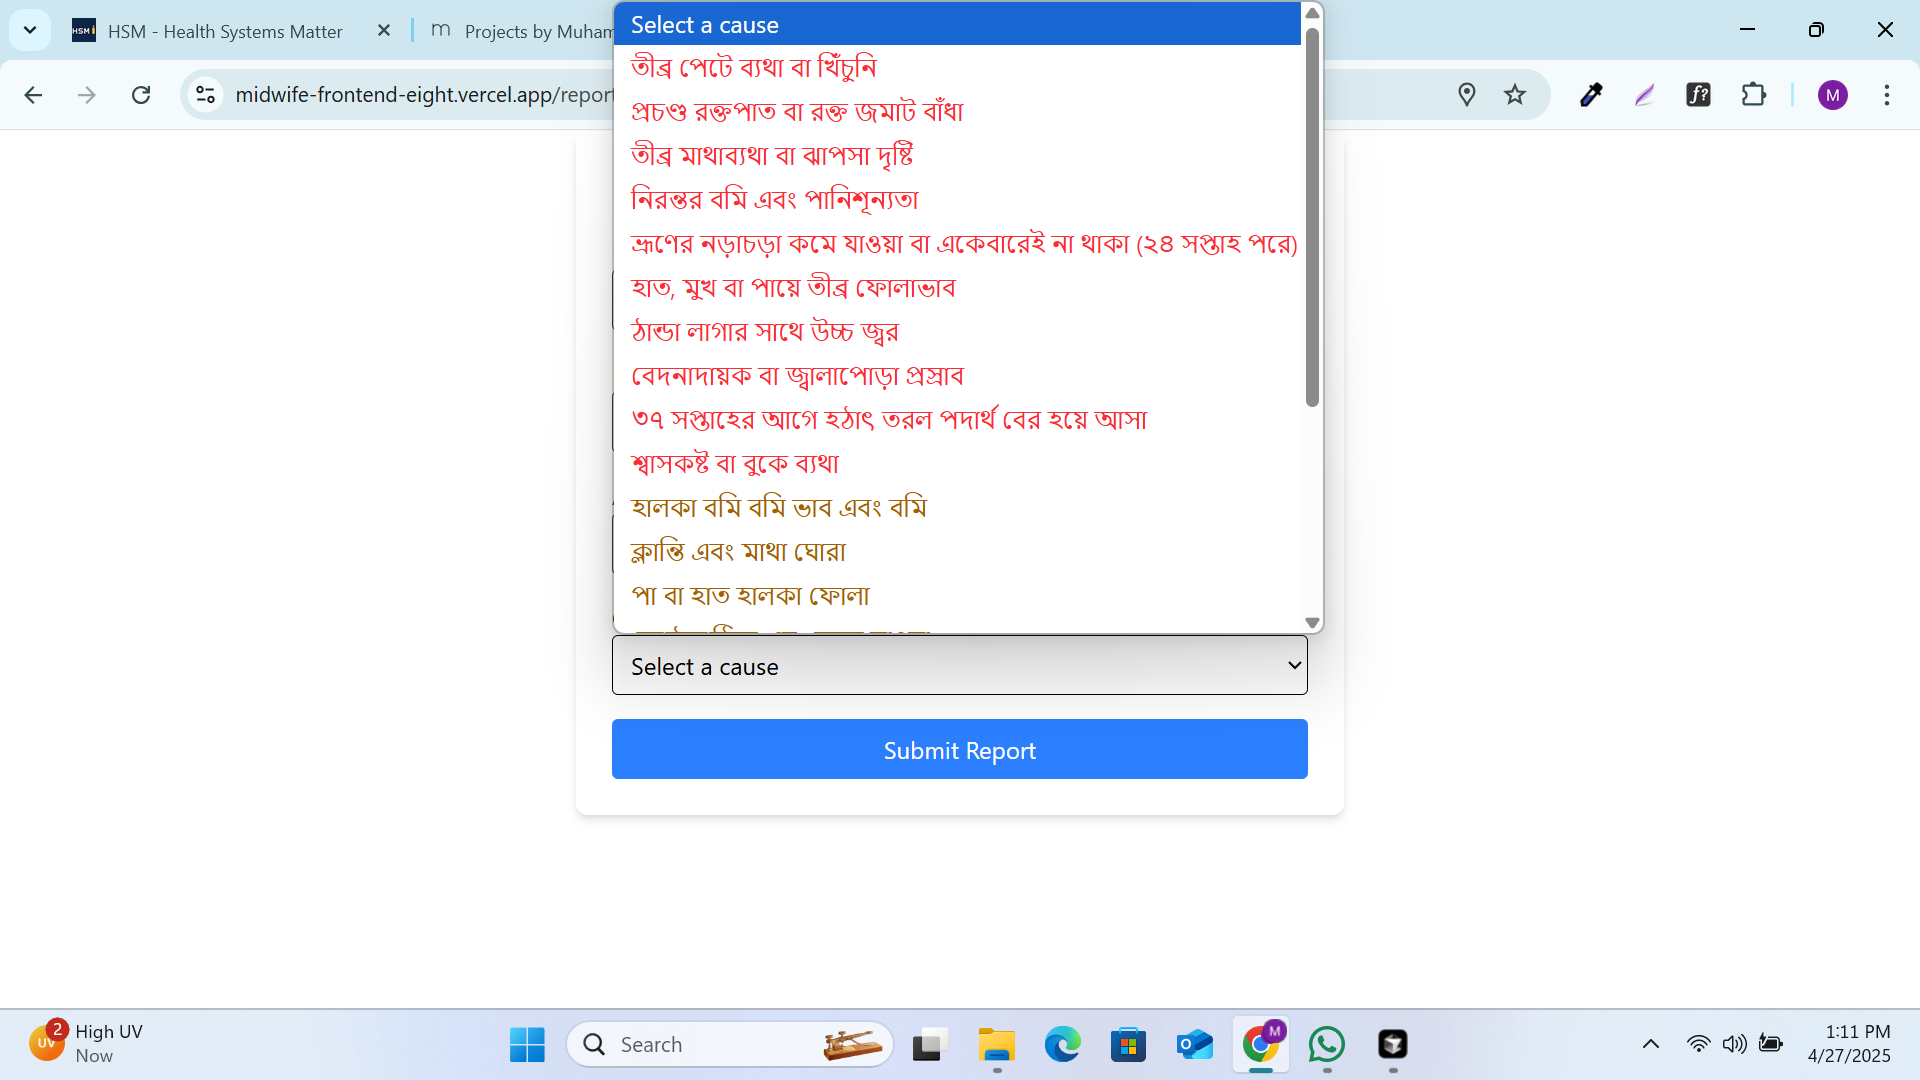 HSM - Health Systems Matter
Projects by Muham
midwife-frontend-eight.vercel.app/report
M
Select a cause
তীব্র পেটে ব্যথা বা খিঁচুনি
প্রচণ্ড রক্তপাত বা রক্ত জমাট বাঁধা
তীব্র মাথাব্যথা বা ঝাপসা দৃষ্টি
নিরন্তর বমি এবং পানিশূন্যতা
ভ্রূণের নড়াচড়া কমে যাওয়া বা একেবারেই না থাকা (২৪ সপ্তাহ পরে)
হাত, মুখ বা পায়ে তীব্র ফোলাভাব
ঠান্ডা লাগার সাথে উচ্চ জ্বর
বেদনাদায়ক বা জ্বালাপোড়া প্রস্রাব
৩৭ সপ্তাহের আগে হঠাৎ তরল পদার্থ বের হয়ে আসা
শ্বাসকষ্ট বা বুকে ব্যথা
হালকা বমি বমি ভাব এবং বমি
ক্লান্তি এবং মাথা ঘোরা
পা বা হাত হালকা ফোলা
Select a cause
Submit Report
2
UV
High UV
Now
Search
M
1:11 PM
4/27/2025